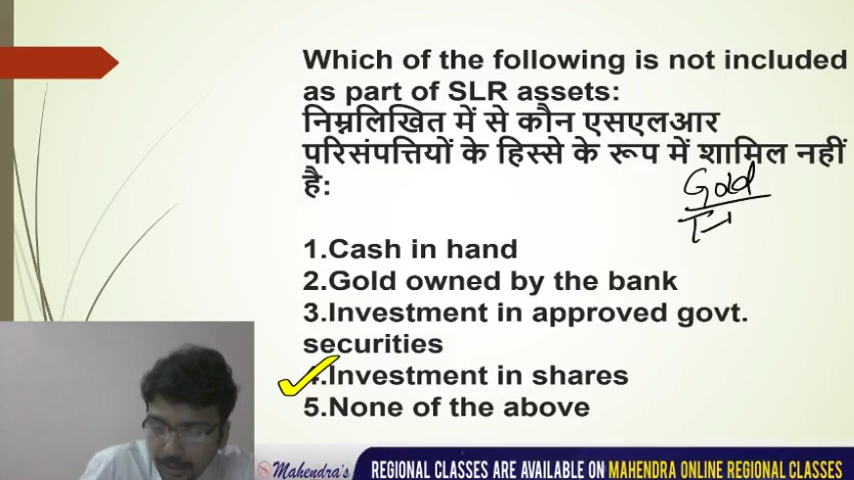 Which of the following is not included
as part of SLR assets:
निम्नलिखित में से कौन एसएलआर
परिसंपत्तियों के हिस्से के रूप में शामिल नहीं
है:
Gold
1.Cash in hand
2.Gold owned by the bank
3.Investment in approved govt.
securities
4.Investment in shares
5.None of the above
Mahendra's REGIONAL CLASSES ARE AVAILABLE ON MAHENDRA ONLINE REGIONAL CLASSES